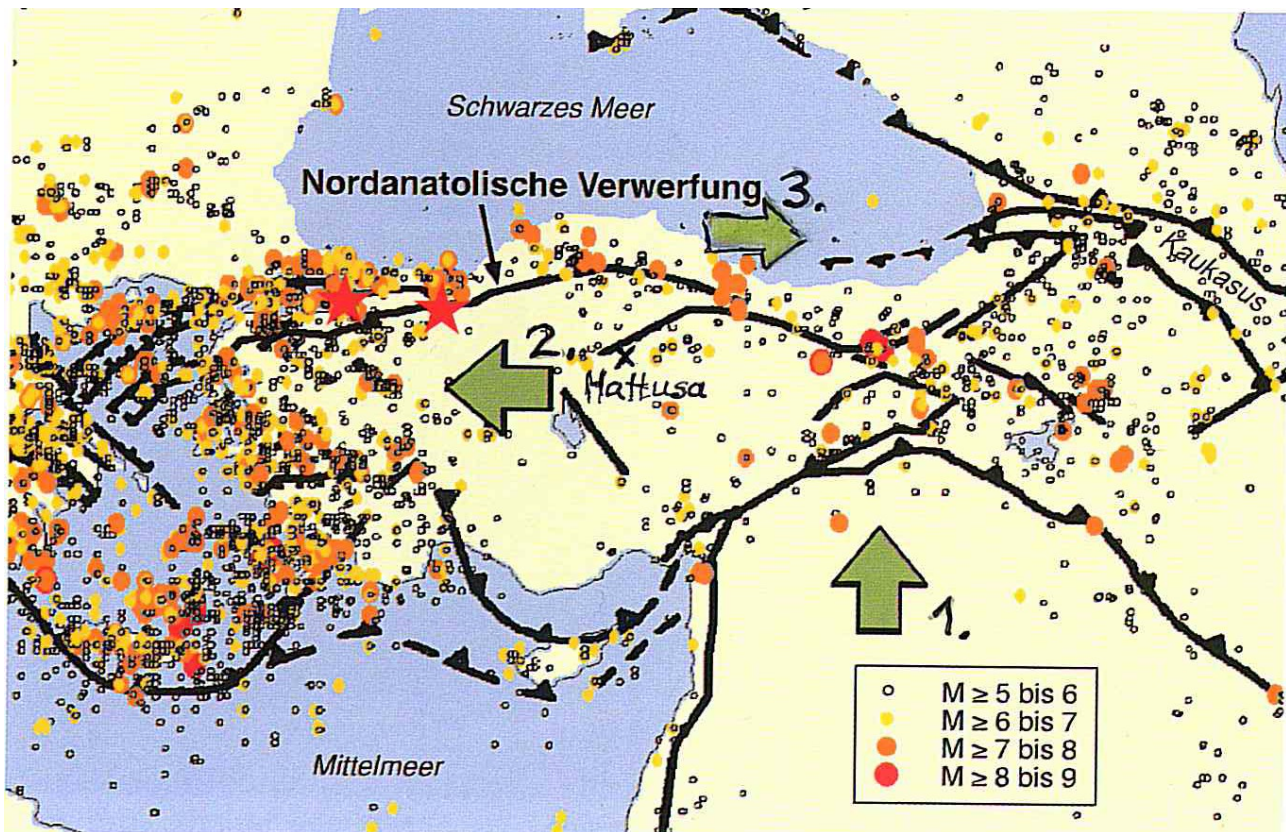 Schwarzes Meer
Nordanatolische Verwerfung
3.
Kaukasus
2.
x
Hattusa
1.
M ≥ 5 bis 6
M ≥ 6 bis 7
M ≥ 7 bis 8
M ≥ 8 bis 9
Mittelmeer